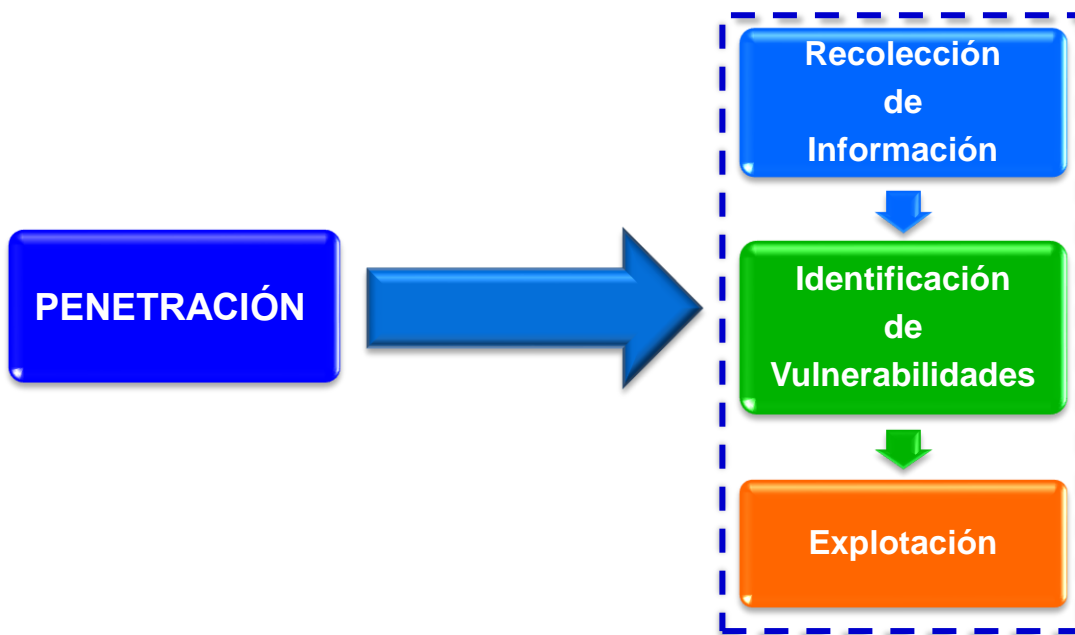 PENETRACIÓN
Recolección
de
Información
Identificación
de
Vulnerabilidades
Explotación